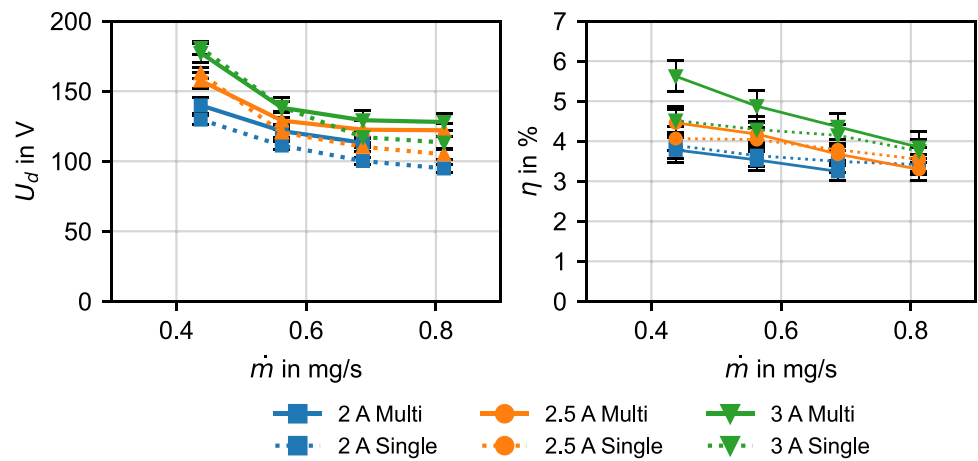 200
150
100
50
0
U_d in V
0.4 0.6 0.8
ṁ in mg/s
7
6
5
4
3
2
1
0
η in %
0.4 0.6 0.8
ṁ in mg/s
2 A Multi 2.5 A Multi 3 A Multi
2 A Single 2.5 A Single 3 A Single